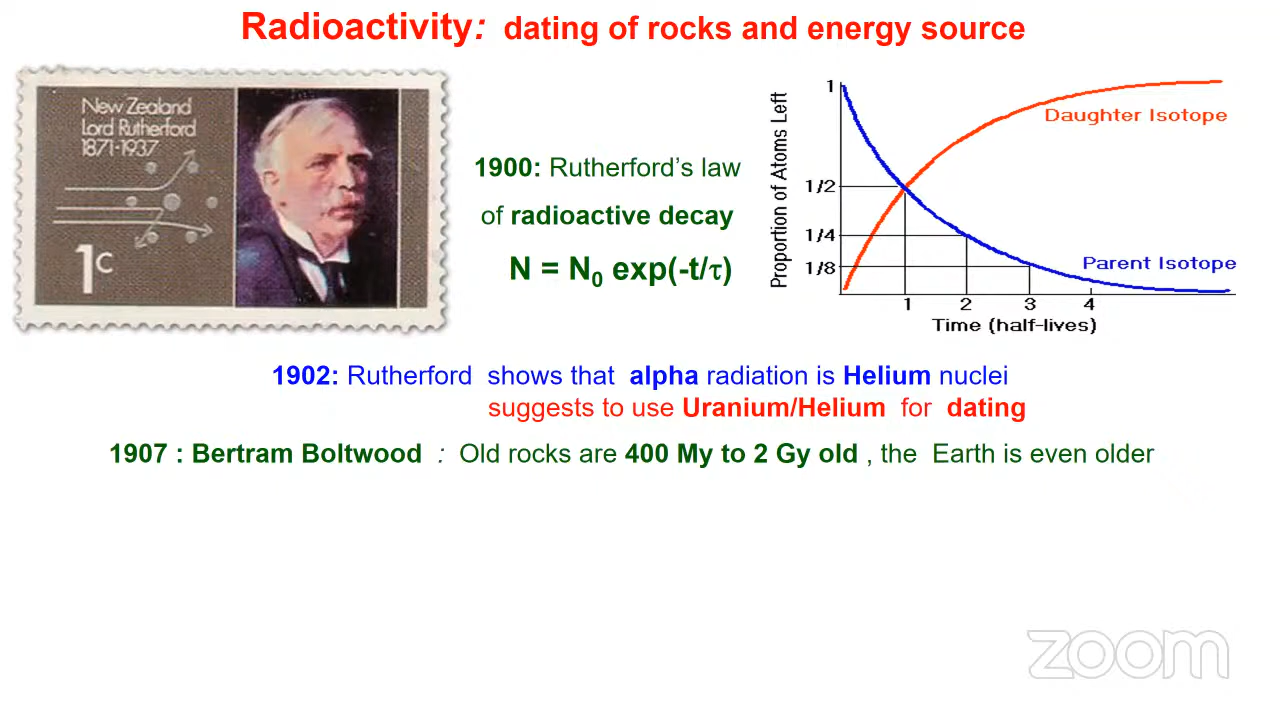 Radioactivity: dating of rocks and energy source
New Zealand
Lord Rutherford
1871-1937
1c
1900: Rutherford's law
of radioactive decay
N = N0 exp(-t/τ)
Proportion of Atoms Left
1
1/2
1/4
1/8
Daughter Isotope
Parent Isotope
1 2 3 4
Time (half-lives)
1902: Rutherford shows that alpha radiation is Helium nuclei
suggests to use Uranium/Helium for dating
1907 : Bertram Boltwood : Old rocks are 400 My to 2 Gy old , the Earth is even older
zoom